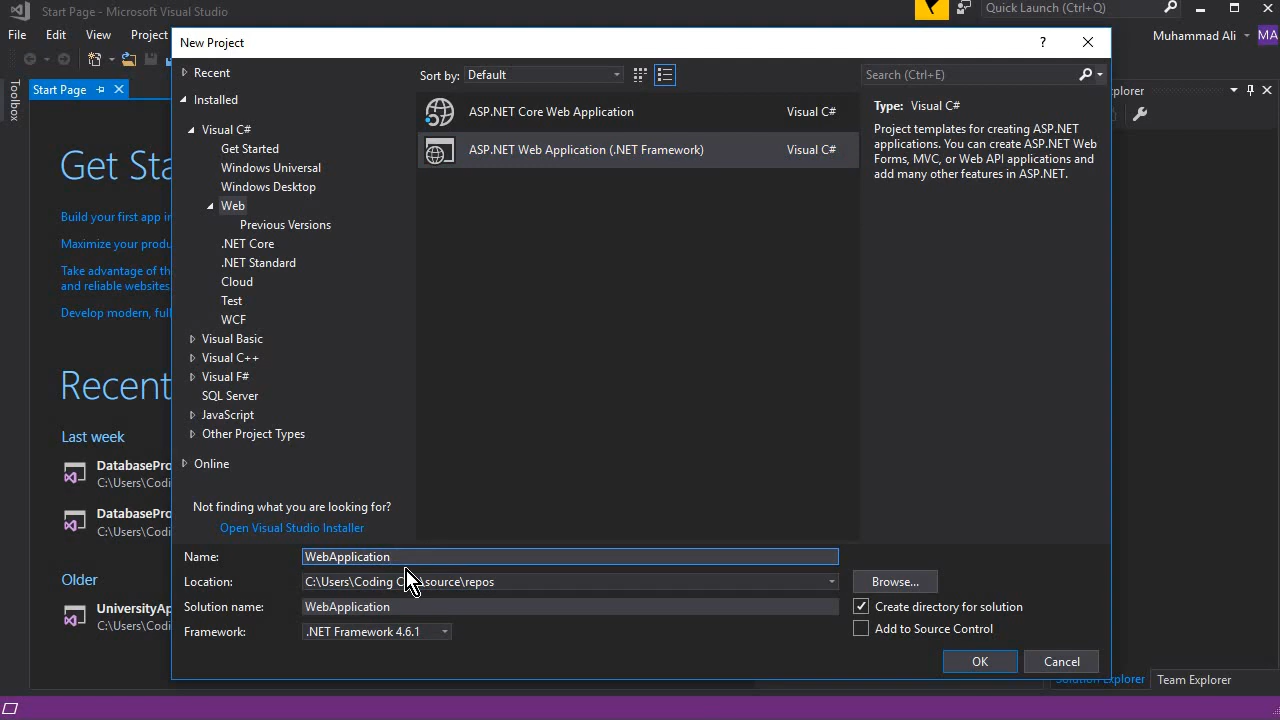 Start Page - Microsoft Visual Studio
Quick Launch (Ctrl+Q)
File Edit View Project
Muhammad Ali MA
Toolbox
Start Page
Get Sta
Build your first app in
Maximize your produ
Take advantage of th
and reliable websites
Develop modern, full
Recent
Last week
DatabasePro
C:\Users\Codi
DatabasePro
C:\Users\Codi
Older
UniversityAp
C:\Users\Codi
New Project
?
Recent
Installed
Visual C#
Get Started
Windows Universal
Windows Desktop
Web
Previous Versions
.NET Core
.NET Standard
Cloud
Test
WCF
Visual Basic
Visual C++
Visual F#
SQL Server
JavaScript
Other Project Types
Online
Not finding what you are looking for?
Open Visual Studio Installer
Sort by: Default
ASP.NET Core Web Application Visual C#
ASP.NET Web Application (.NET Framework) Visual C#
Search (Ctrl+E)
Type: Visual C#
Project templates for creating ASP.NET
applications. You can create ASP.NET Web
Forms, MVC, or Web API applications and
add many other features in ASP.NET.
Name: WebApplication
Location: C:\Users\Coding C source\repos
Browse...
Solution name: WebApplication
Create directory for solution
Framework: .NET Framework 4.6.1
Add to Source Control
OK Cancel
plorer
Solution Explorer Team Explorer